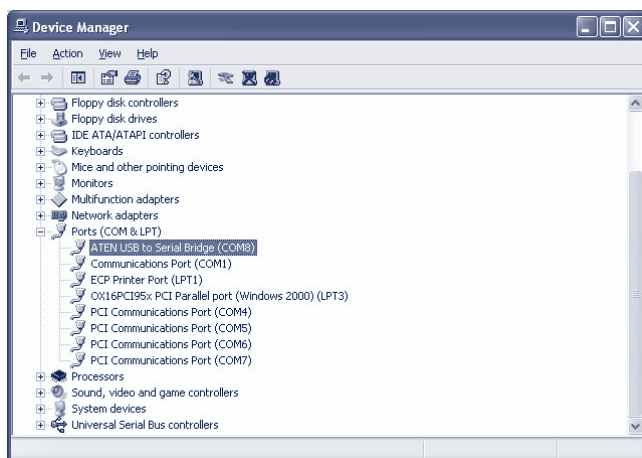 Device Manager
File Action View Help
Floppy disk controllers
Floppy disk drives
IDE ATA/ATAPI controllers
Keyboards
Mice and other pointing devices
Monitors
Multifunction adapters
Network adapters
Ports (COM & LPT)
ATEN USB to Serial Bridge (COM8)
Communications Port (COM1)
ECP Printer Port (LPT1)
OX16PCI95x PCI Parallel port (Windows 2000) (LPT3)
PCI Communications Port (COM4)
PCI Communications Port (COM5)
PCI Communications Port (COM6)
PCI Communications Port (COM7)
Processors
Sound, video and game controllers
System devices
Universal Serial Bus controllers